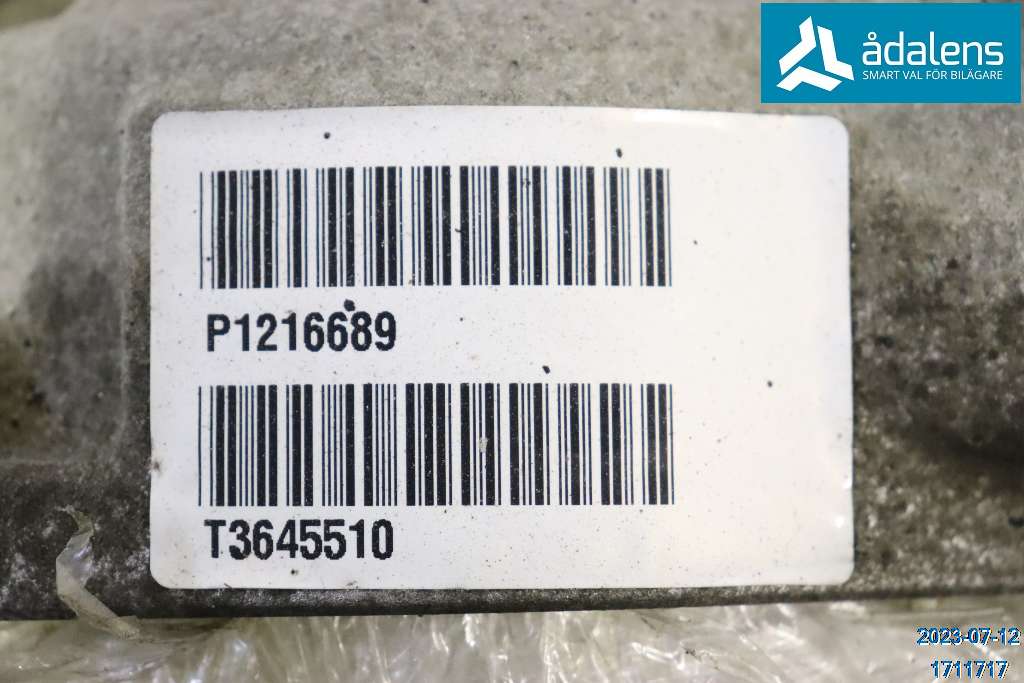 ådalens
SMART VAL FÖR BILÄGARE
P1216689
T3645510
2023-07-12
1711717